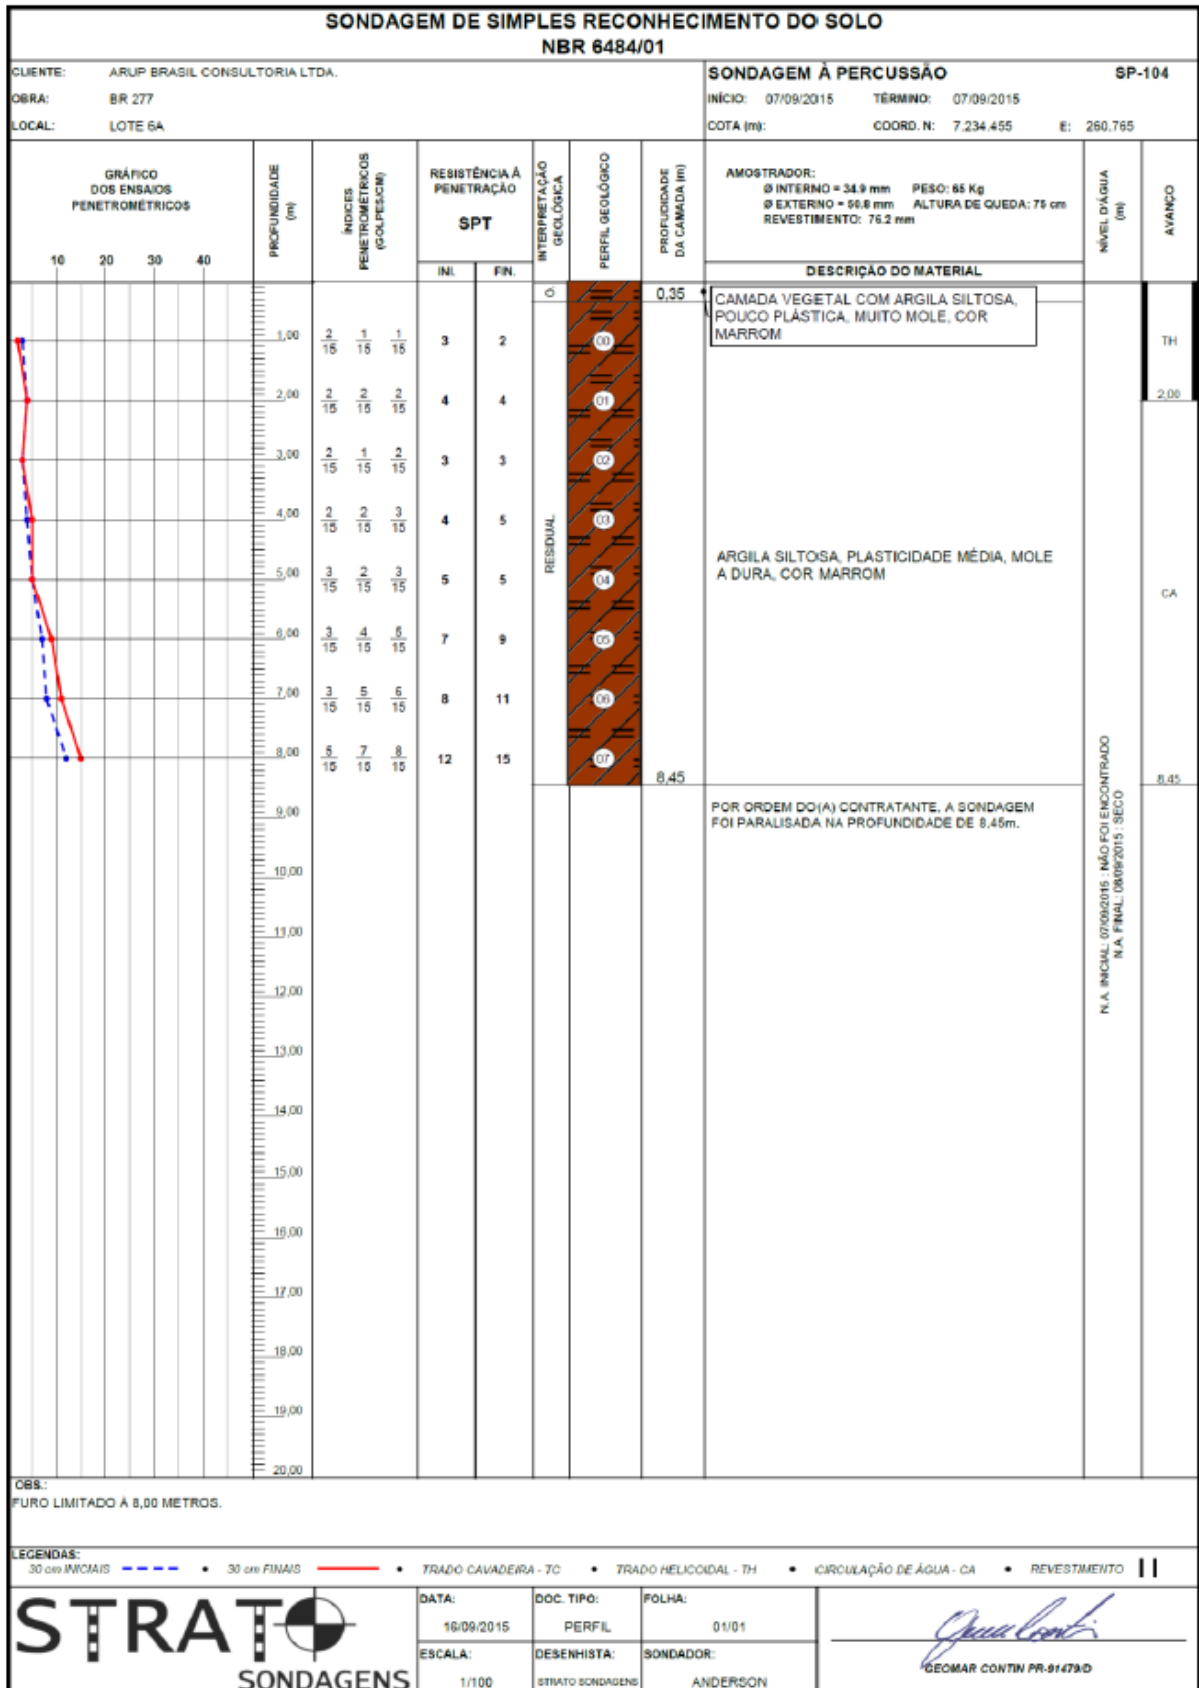 SONDAGEM DE SIMPLES RECONHECIMENTO DO SOLO
NBR 6484/01
CLIENTE: ARUP BRASIL CONSULTORIA LTDA.
OBRA: BR 277
LOCAL: LOTE 6A
SONDAGEM À PERCUSSÃO SP-104
INÍCIO: 07/09/2015 TÉRMINO: 07/09/2015
COTA (m): COORD. N: 7.234.455 E: 260.765
GRÁFICO
DOS ENSAIOS
PENETROMÉTRICOS
10 20 30 40
PROFUNDIDADE
(m)
ÍNDICES
PENETROMÉTRICOS
(GOLPES/CM)
RESISTÊNCIA À
PENETRAÇÃO
SPT
INI. FIN.
INTERPRETAÇÃO
GEOLÓGICA
PERFIL GEOLÓGICO
PROFUDIDADE
DA CAMADA (m)
AMOSTRADOR:
Ø INTERNO = 34.9 mm PESO: 65 Kg
Ø EXTERNO = 50.8 mm ALTURA DE QUEDA: 75 cm
REVESTIMENTO: 76.2 mm
DESCRIÇÃO DO MATERIAL
NÍVEL D'ÁGUA
(m)
AVANÇO
0,35
CAMADA VEGETAL COM ARGILA SILTOSA,
POUCO PLÁSTICA, MUITO MOLE, COR
MARROM
1,00 2/15 1/15 1/15 3 2 00 TH
2,00 2/15 2/15 2/15 4 4 01 2,00
3,00 2/15 1/15 2/15 3 3 02
4,00 2/15 2/15 3/15 4 5 03
RESIDUAL
ARGILA SILTOSA, PLASTICIDADE MÉDIA, MOLE
A DURA, COR MARROM
5,00 3/15 2/15 3/15 5 5 04 CA
6,00 3/15 4/15 5/15 7 9 05
7,00 3/15 5/15 6/15 8 11 06
8,00 5/15 7/15 8/15 12 15 07
8,45 8,45
POR ORDEM DO(A) CONTRATANTE, A SONDAGEM
FOI PARALISADA NA PROFUNDIDADE DE 8,45m.
N.A. INICIAL: 07/09/2015 : NÃO FOI ENCONTRADO
N.A. FINAL: 08/09/2015 : SECO
9,00
10,00
11,00
12,00
13,00
14,00
15,00
16,00
17,00
18,00
19,00
20,00
OBS.:
FURO LIMITADO À 8,00 METROS.
LEGENDAS:
30 cm INICIAIS • 30 cm FINAIS • TRADO CAVADEIRA - TC • TRADO HELICOIDAL - TH • CIRCULAÇÃO DE ÁGUA - CA • REVESTIMENTO
STRATO
SONDAGENS
DATA: 16/09/2015
DOC. TIPO: PERFIL
FOLHA: 01/01
ESCALA: 1/100
DESENHISTA: STRATO SONDAGENS
SONDADOR: ANDERSON
GEOMAR CONTIN PR-91479/D